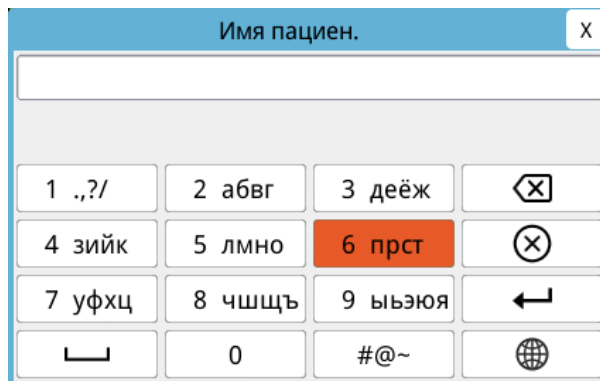 Имя пациен.
X
1 .,?/ 2 абвг 3 деёж
4 зийк 5 лмно 6 прст
7 уфхц 8 чшщъ 9 ыьэюя
0 #@~